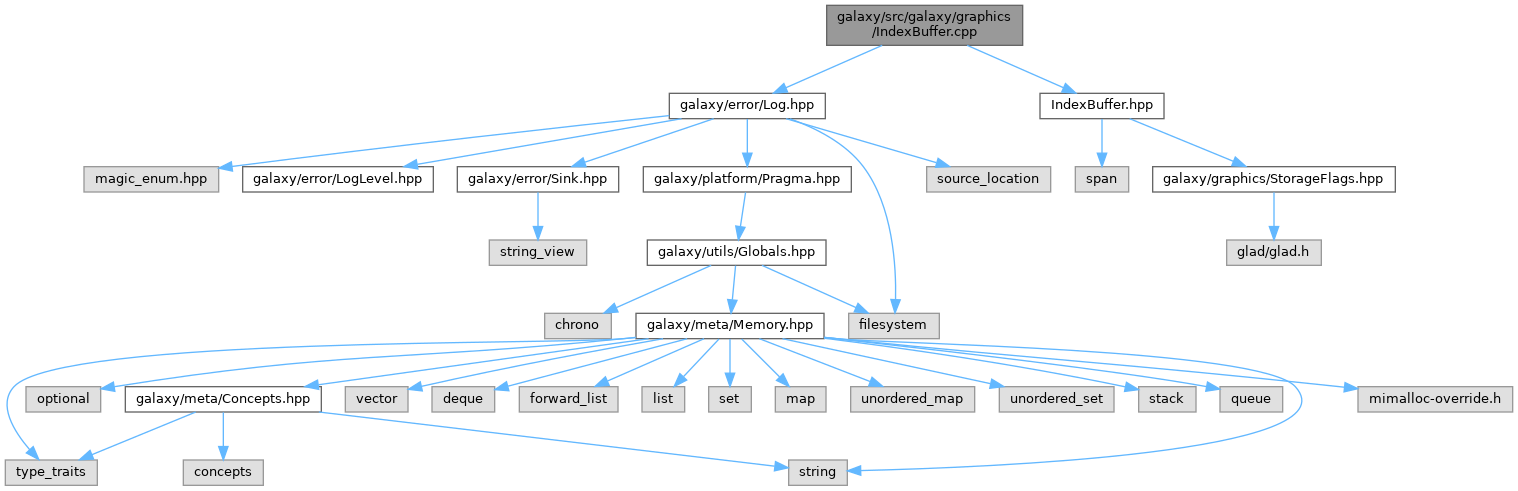 galaxy/src/galaxy/graphics
/IndexBuffer.cpp
galaxy/error/Log.hpp
IndexBuffer.hpp
magic_enum.hpp
galaxy/error/LogLevel.hpp
galaxy/error/Sink.hpp
galaxy/platform/Pragma.hpp
source_location
span
galaxy/graphics/StorageFlags.hpp
string_view
galaxy/utils/Globals.hpp
glad/glad.h
chrono
galaxy/meta/Memory.hpp
filesystem
optional
galaxy/meta/Concepts.hpp
vector
deque
forward_list
list
set
map
unordered_map
unordered_set
stack
queue
mimalloc-override.h
type_traits
concepts
string